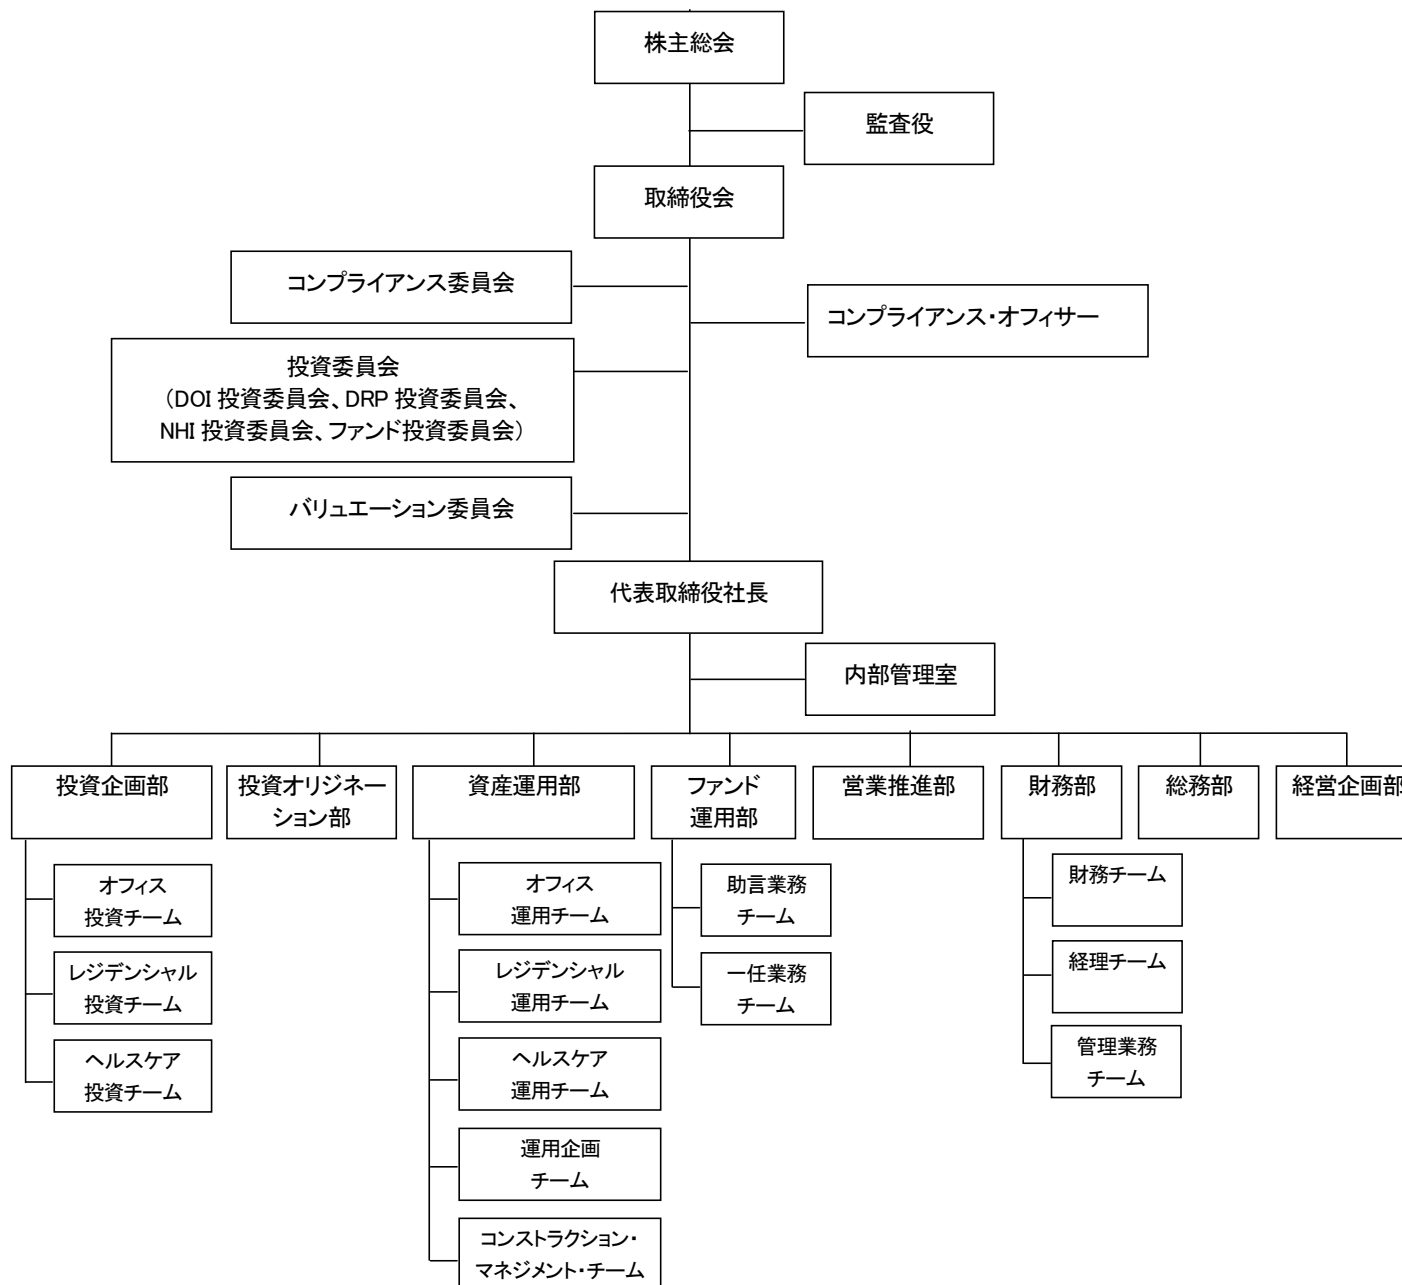 株主総会
監査役
取締役会
コンプライアンス委員会
コンプライアンス・オフィサー
投資委員会
(DOI 投資委員会、DRP 投資委員会、
NHI 投資委員会、ファンド投資委員会)
バリュエーション委員会
代表取締役社長
内部管理室
投資企画部
投資オリジネー
ション部
資産運用部
ファンド
運用部
営業推進部
財務部
総務部
経営企画部
オフィス
投資チーム
レジデンシャル
投資チーム
ヘルスケア
投資チーム
オフィス
運用チーム
レジデンシャル
運用チーム
ヘルスケア
運用チーム
運用企画
チーム
コンストラクション・
マネジメント・チーム
助言業務
チーム
一任業務
チーム
財務チーム
経理チーム
管理業務
チーム